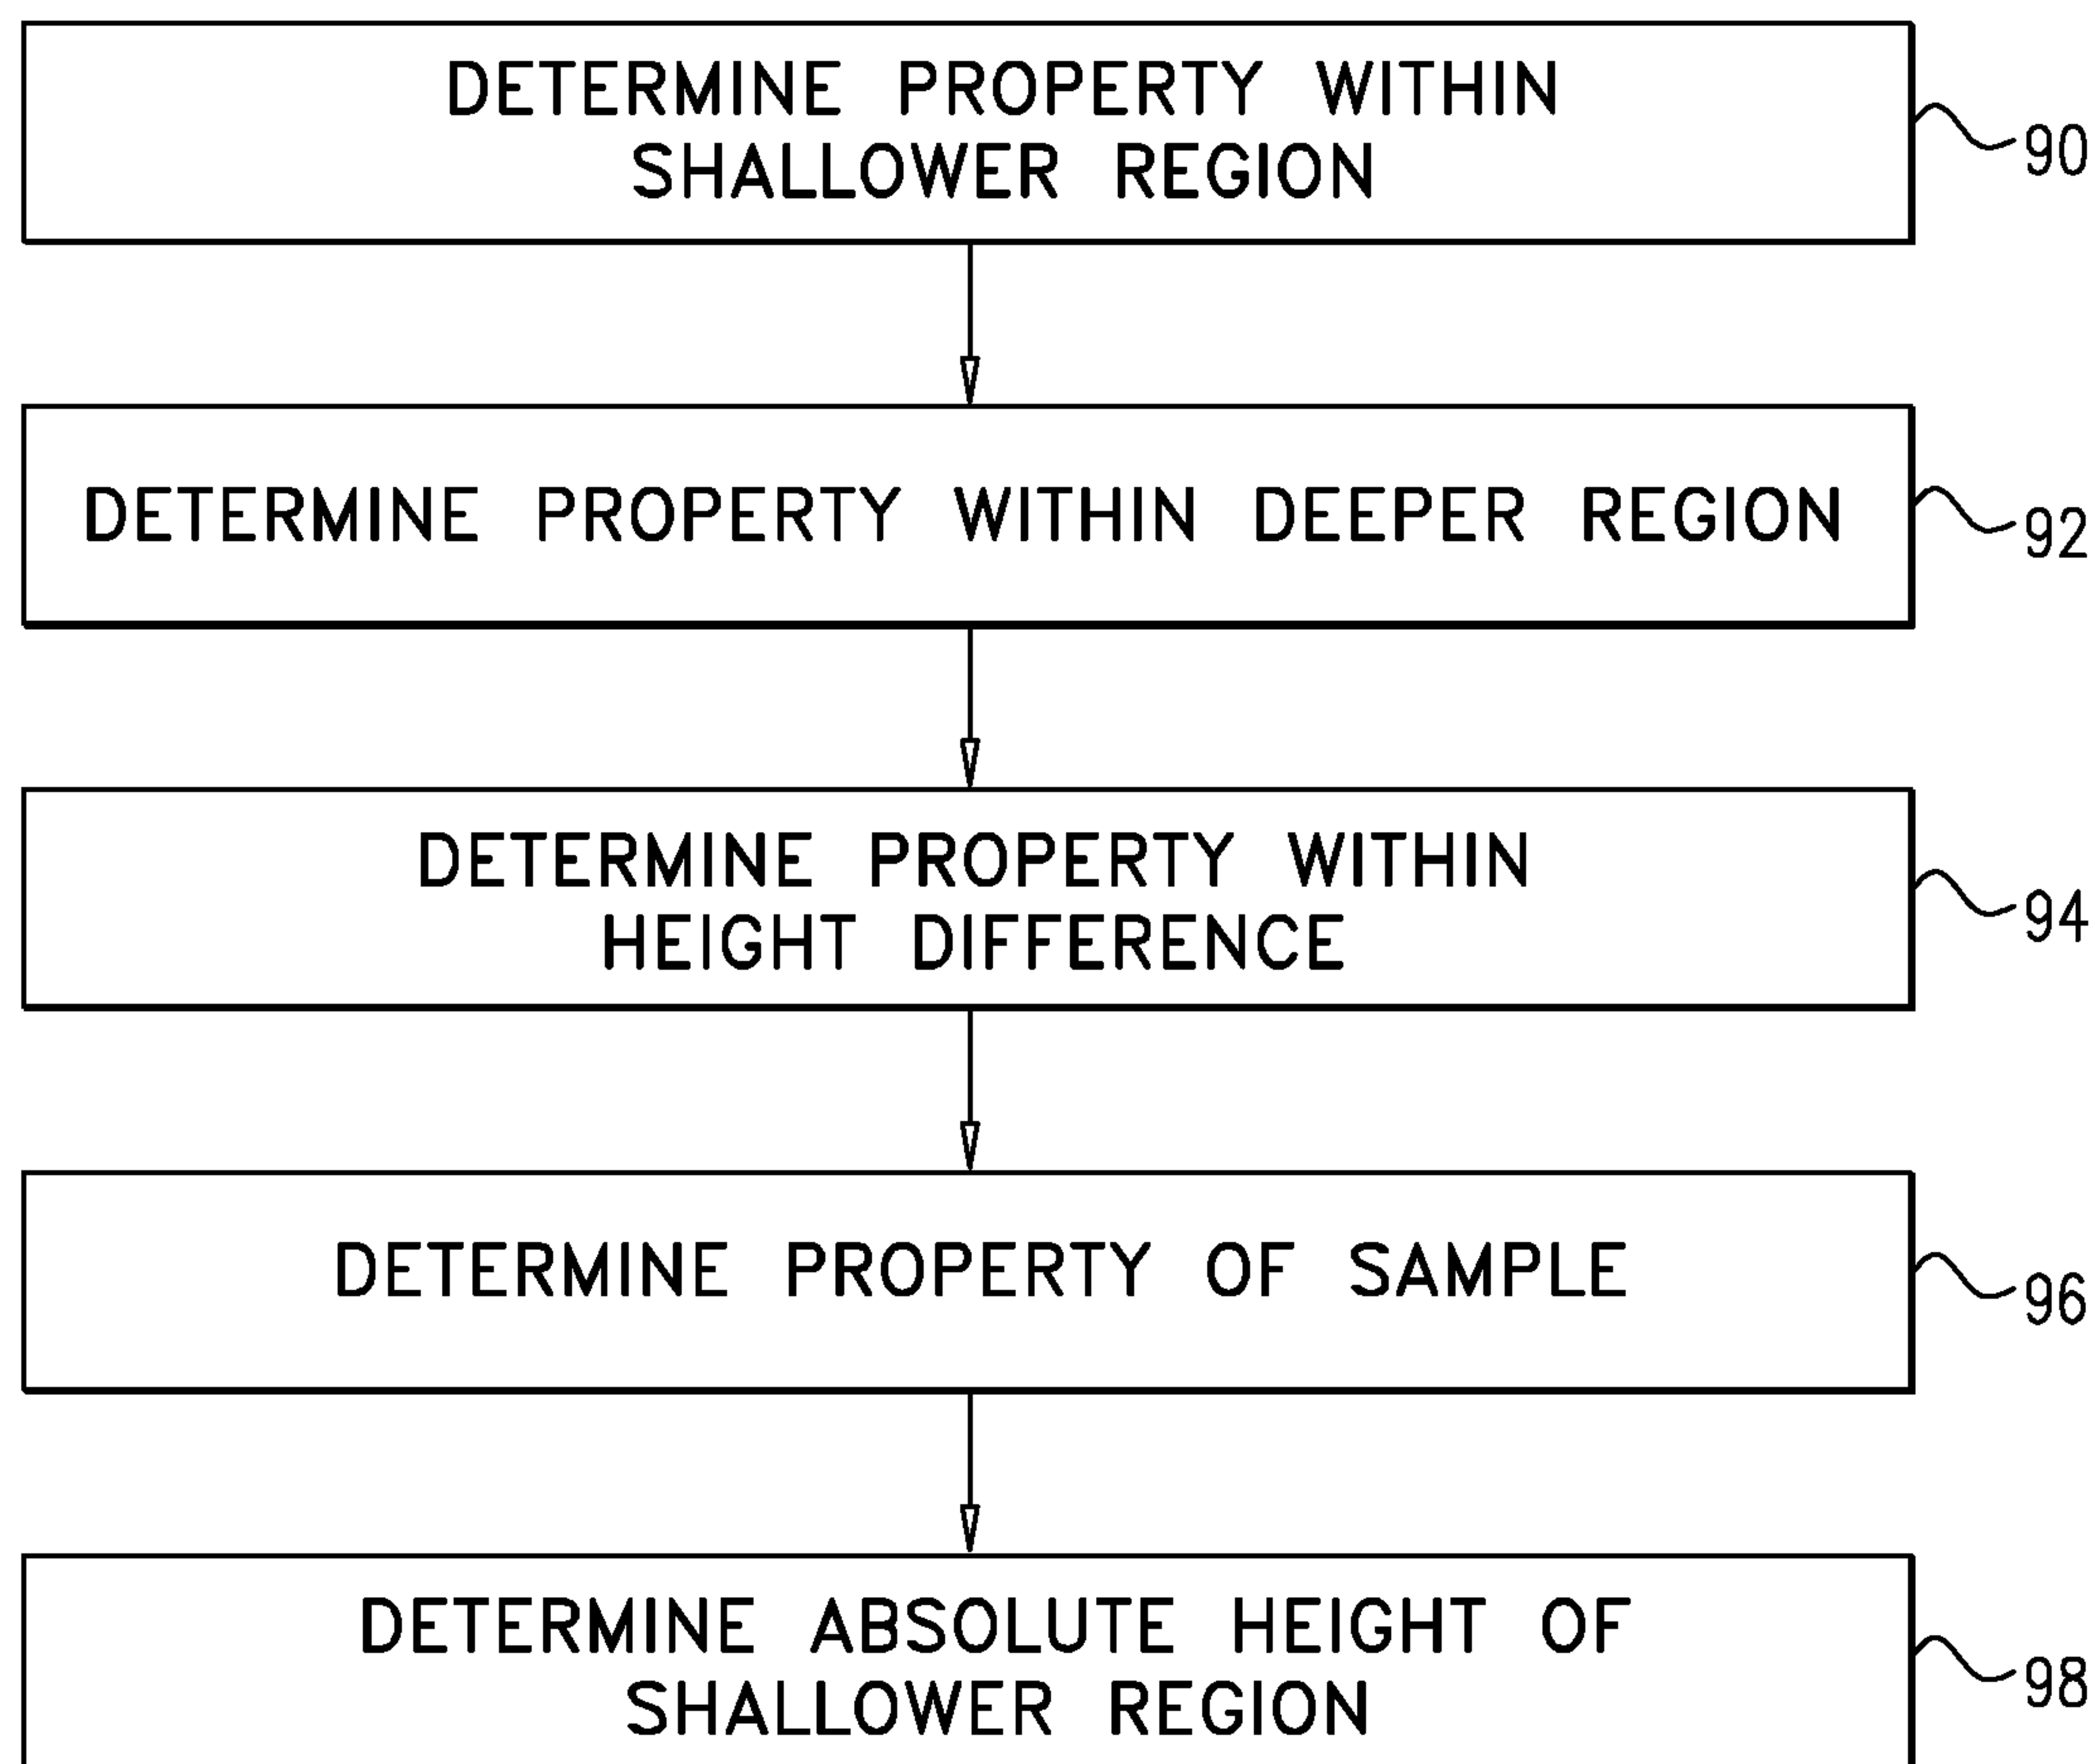 DETERMINE PROPERTY WITHIN
SHALLOWER REGION
90
DETERMINE PROPERTY WITHIN DEEPER REGION
92
DETERMINE PROPERTY WITHIN
HEIGHT DIFFERENCE
94
DETERMINE PROPERTY OF SAMPLE
96
DETERMINE ABSOLUTE HEIGHT OF
SHALLOWER REGION
98